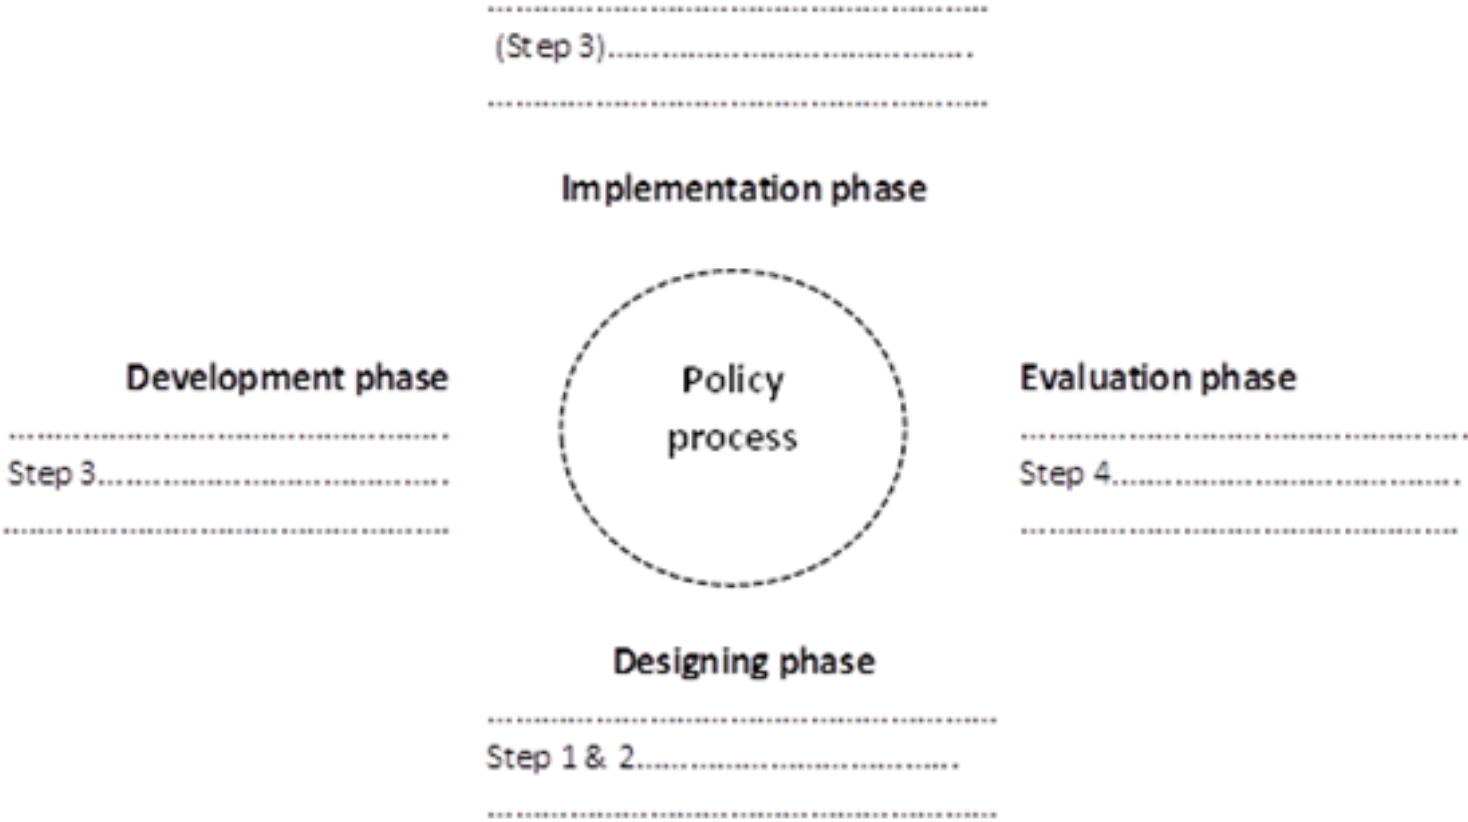 ..............................................................
(Step 3).............................................
..............................................................
Implementation phase
Development phase
......................................................
Step 3...........................................
.......................................................
Policy
process
Evaluation phase
.......................................................
Step 4...........................................
......................................................
Designing phase
...............................................................
Step 1 & 2........................................
...............................................................